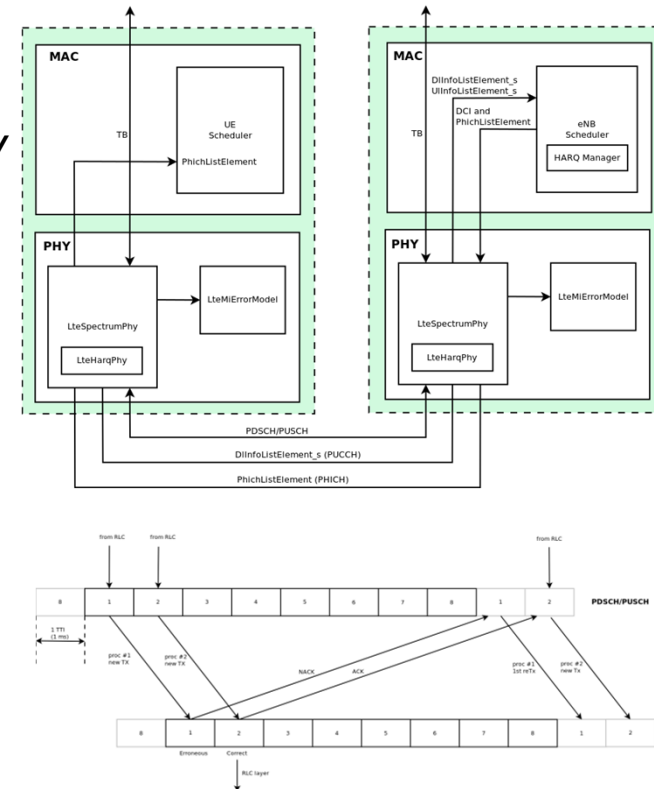 MAC
UE
Scheduler
TB
PhichListElement
PHY
LteSpectrumPhy
LteHarqPhy
LteMiErrorModel
MAC
DlInfoListElement_s
UlInfoListElement_s
DCI and
PhichListElement
TB
eNB
Scheduler
HARQ Manager
PHY
LteSpectrumPhy
LteHarqPhy
LteMiErrorModel
PDSCH/PUSCH
DlInfoListElement_s (PUCCH)
PhichListElement (PHICH)
from RLC
from RLC
from RLC
8 1 2 3 4 5 6 7 8 1 2
PDSCH/PUSCH
1 TTI
(1 ms)
proc #1
new TX
proc #2
new TX
NACK
ACK
proc #1
1st reTx
proc #2
new Tx
8 1 2 3 4 5 6 7 8 1 2
Erroneous
Correct
RLC layer